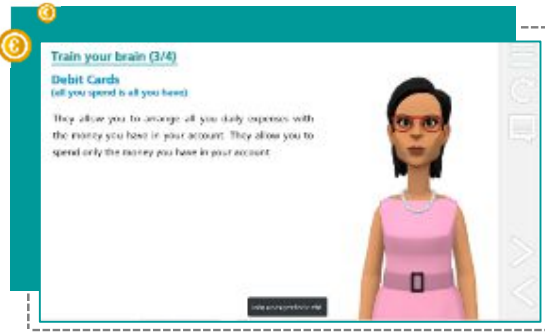 Train your brain (3/4)
Debit Cards
(all you spend is all you have)
They allow you to arrange all you daily expenses with
the money you have in your account. They allow you to
spend only the money you have in your account